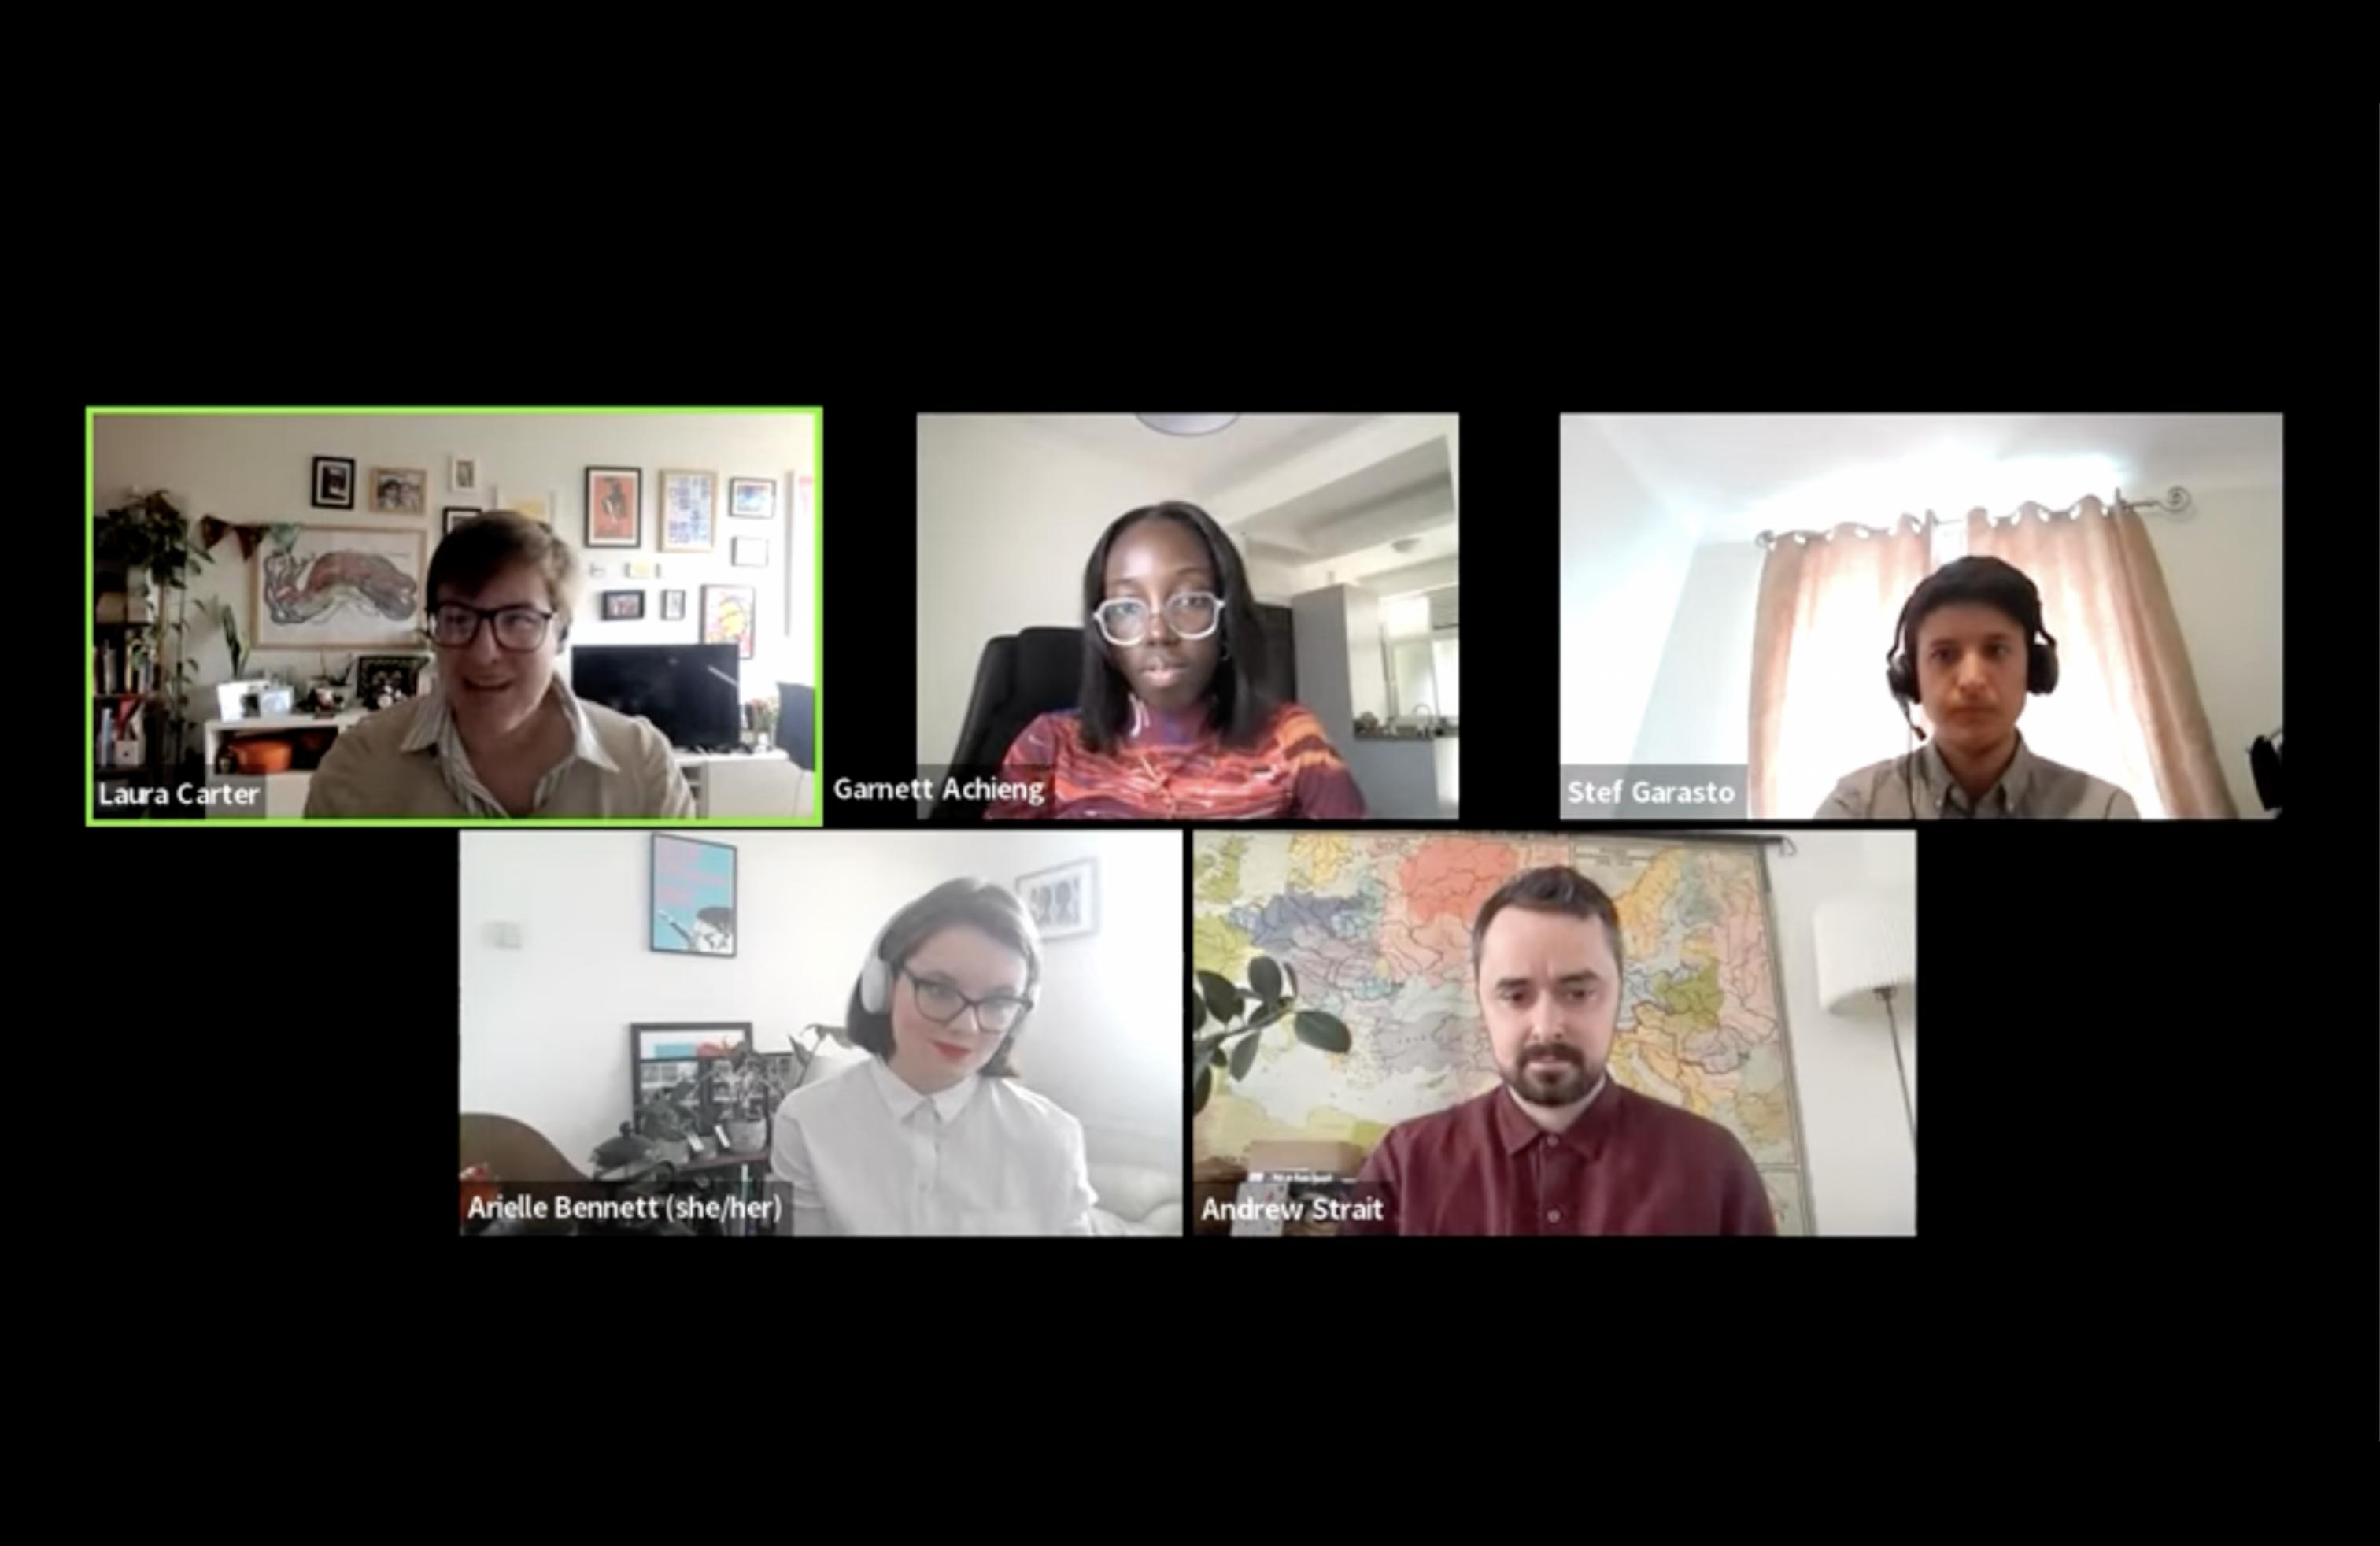 Laura Carter
Garnett Achieng
Stef Garasto
Arielle Bennett (she/her)
Andrew Strait